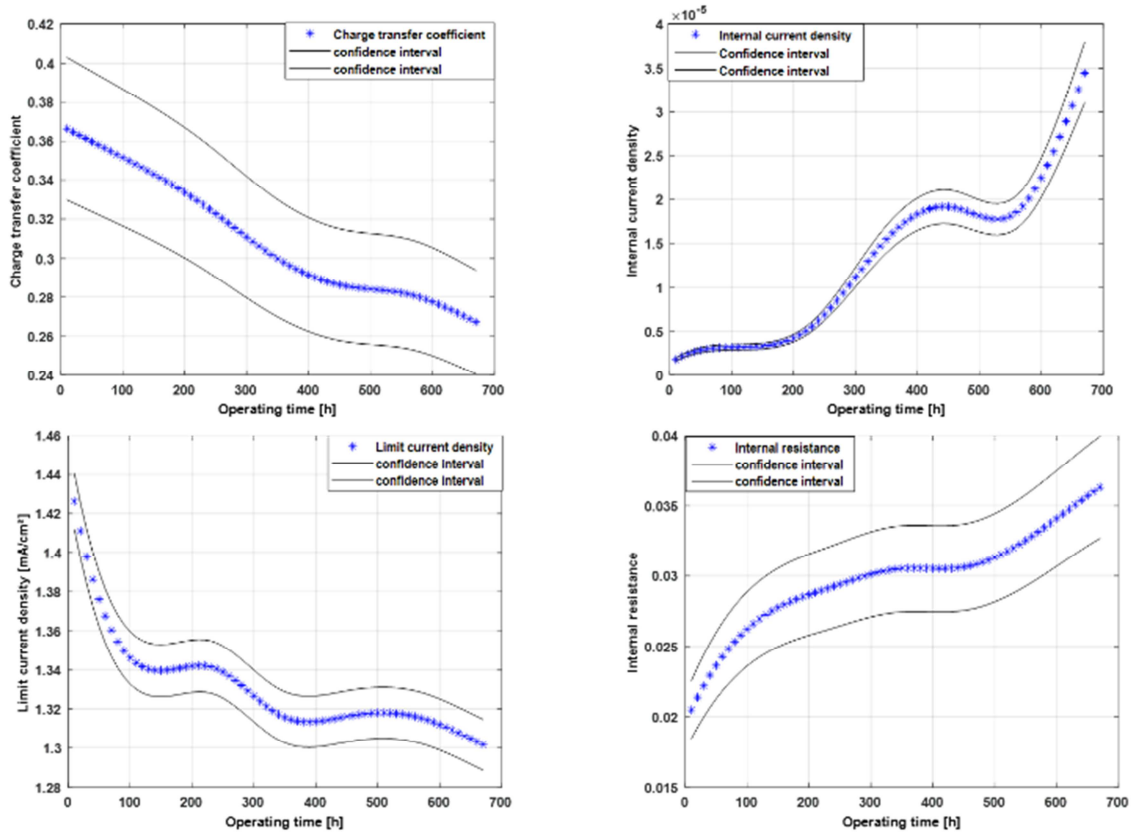 0.42
0.4
0.38
0.36
0.34
0.32
0.3
0.28
0.26
0.24
Charge transfer coefficient
Charge transfer coefficient
confidence interval
confidence interval
0 100 200 300 400 500 600 700
Operating time [h]
×10⁻⁵
4
3.5
3
2.5
2
1.5
1
0.5
0
Internal current density
Internal current density
Confidence interval
Confidence interval
0 100 200 300 400 500 600 700
Operating time [h]
1.46
1.44
1.42
1.4
1.38
1.36
1.34
1.32
1.3
1.28
Limit current density [mA/cm²]
Limit current density
confidence interval
confidence interval
0 100 200 300 400 500 600 700
Operating time [h]
0.04
0.035
0.03
0.025
0.02
0.015
Internal resistance
Internal resistance
confidence interval
confidence interval
0 100 200 300 400 500 600 700
Operating time [h]